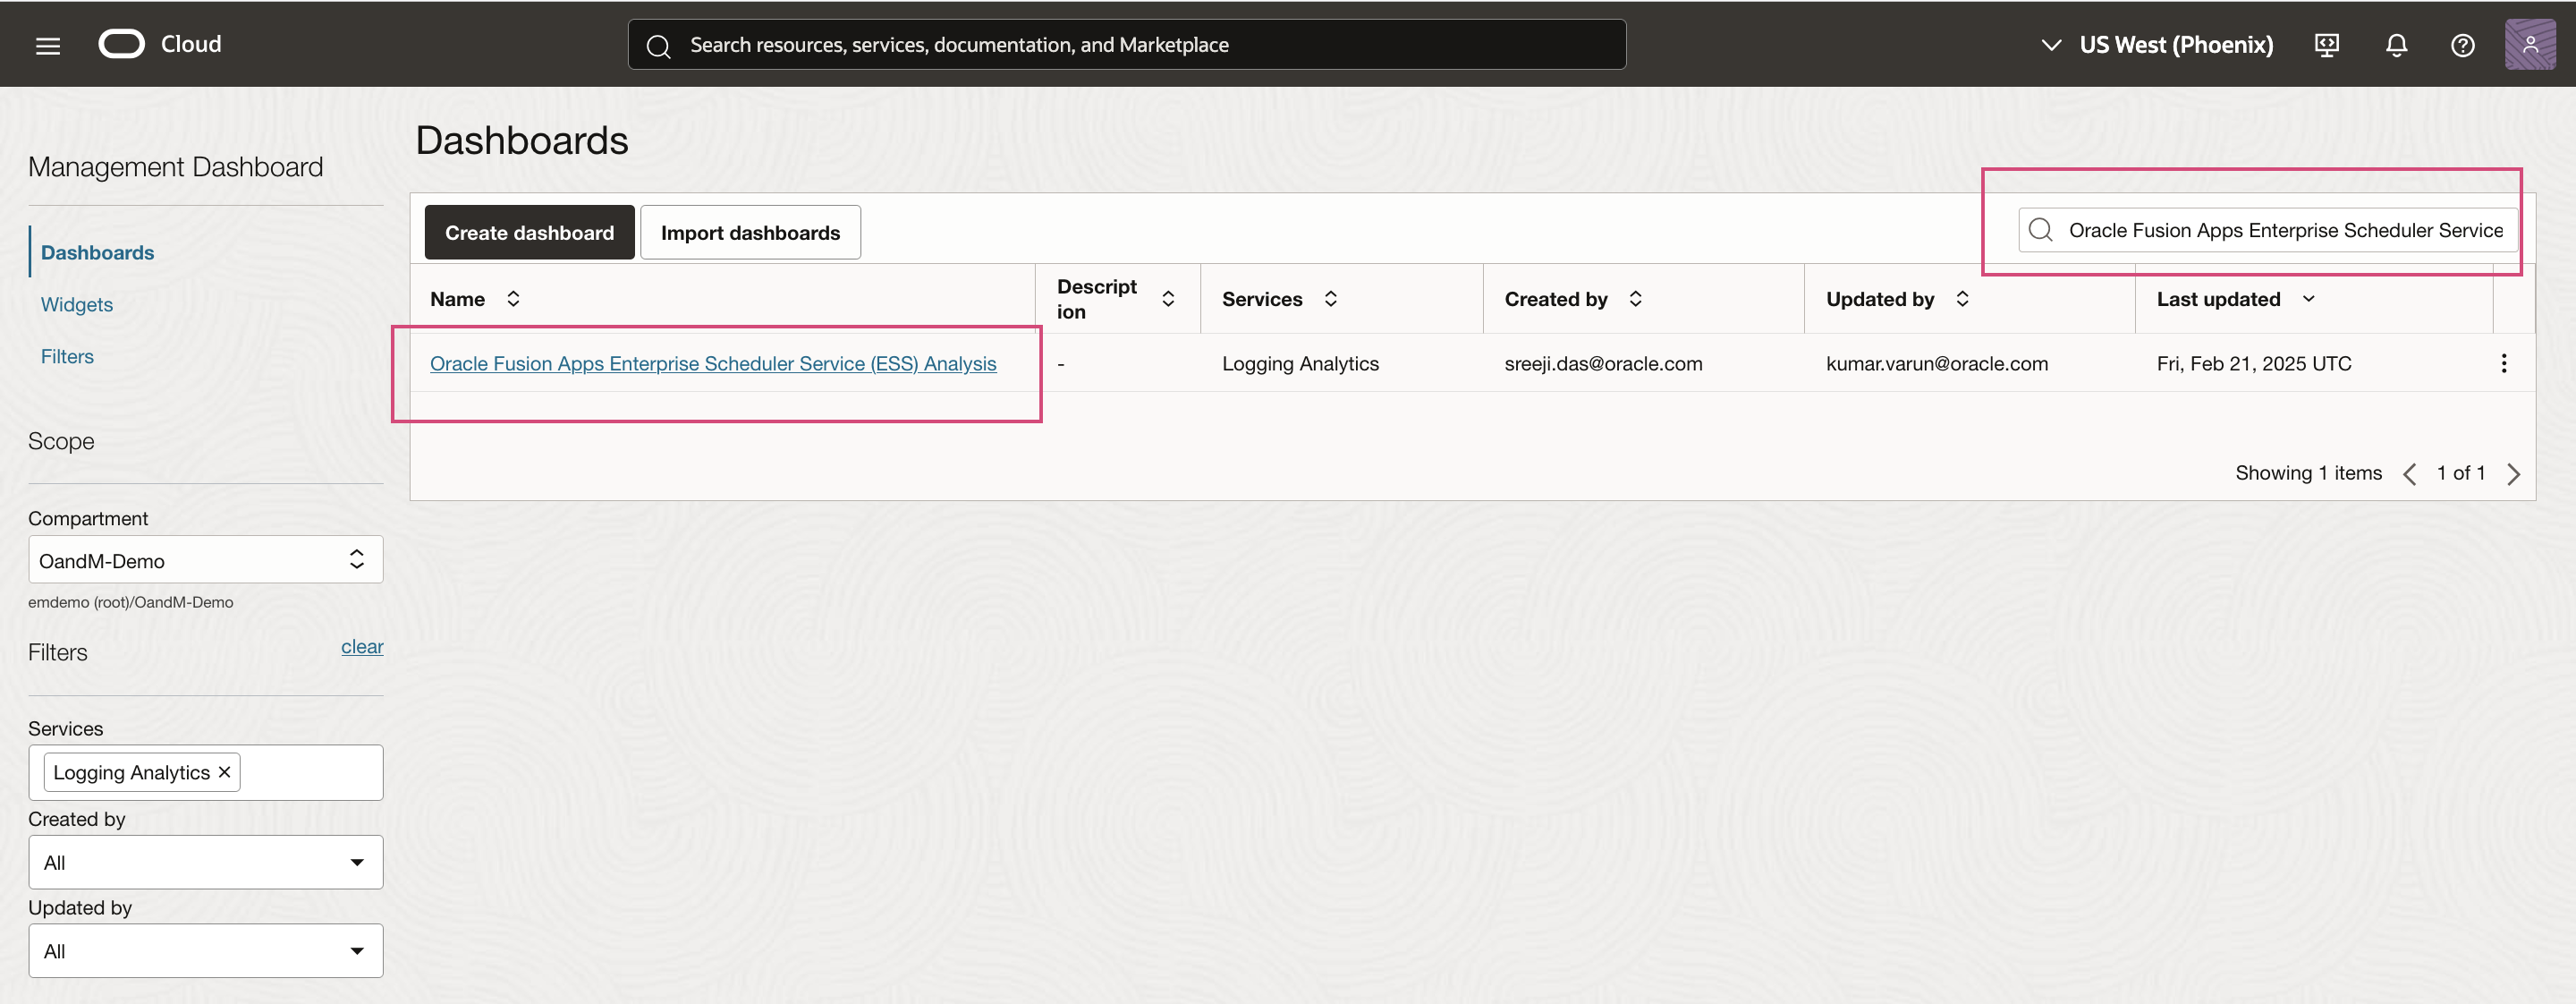 Cloud
Search resources, services, documentation, and Marketplace
US West (Phoenix)
Management Dashboard
Dashboards
Widgets
Filters
Scope
Compartment
OandM-Demo
emdemo (root)/OandM-Demo
Filters
clear
Services
Logging Analytics
Created by
All
Updated by
All
Dashboards
Create dashboard
Import dashboards
Oracle Fusion Apps Enterprise Scheduler Service
Name
Descript
ion
Services
Created by
Updated by
Last updated
Oracle Fusion Apps Enterprise Scheduler Service (ESS) Analysis
-
Logging Analytics
sreeji.das@oracle.com
kumar.varun@oracle.com
Fri, Feb 21, 2025 UTC
Showing 1 items
1 of 1